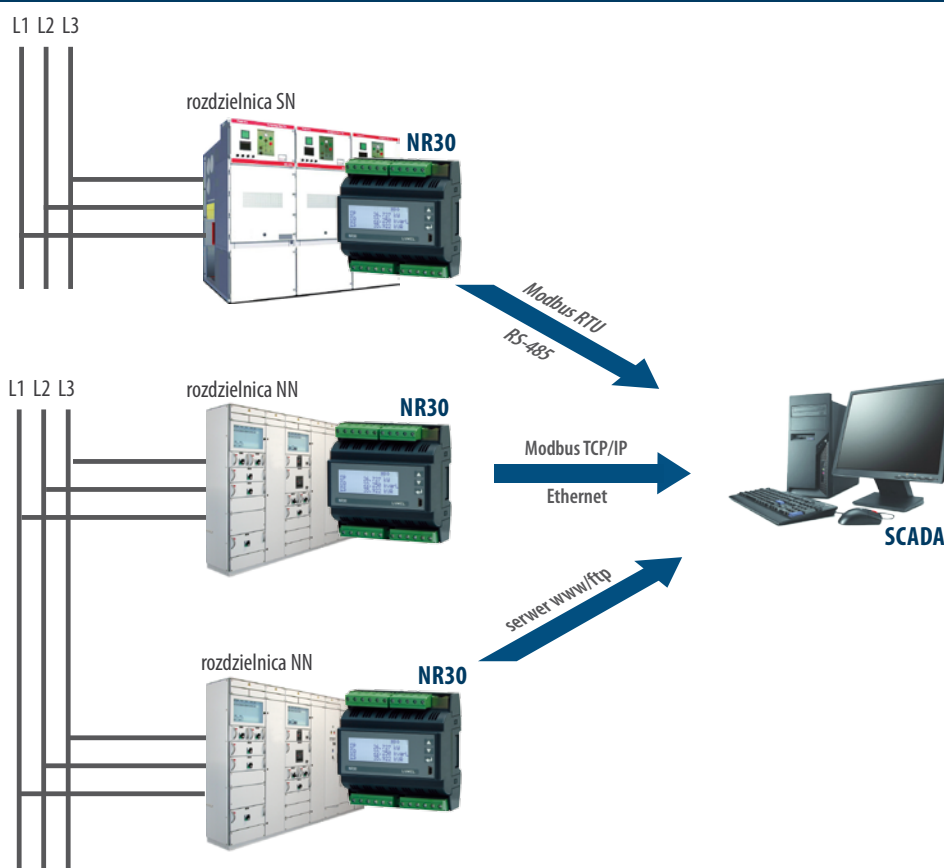 L1 L2 L3
rozdzielnica SN
NR30
Modbus RTU
RS-485
L1 L2 L3
rozdzielnica NN
NR30
Modbus TCP/IP
Ethernet
SCADA
serwer www/ftp
rozdzielnica NN
NR30